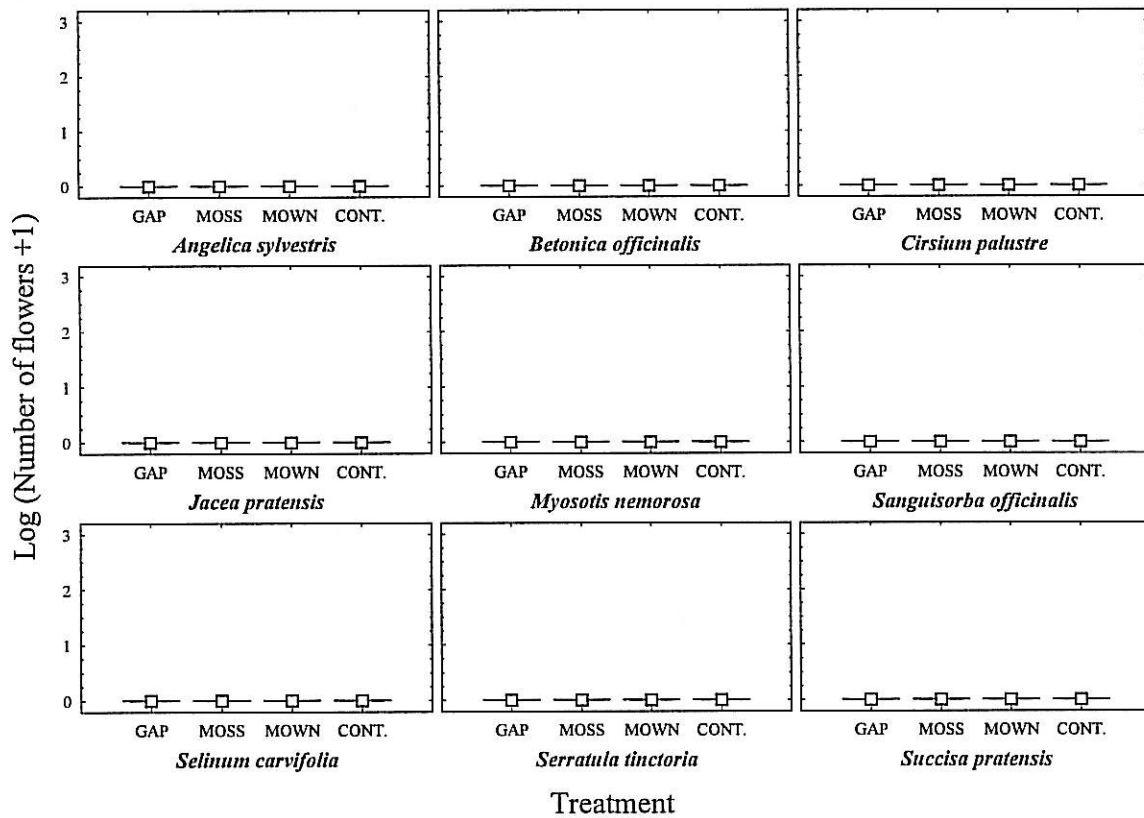 Log (Number of flowers +1)
3
2
1
0
GAP MOSS MOWN CONT. GAP MOSS MOWN CONT. GAP MOSS MOWN CONT.
Angelica sylvestris Betonica officinalis Cirsium palustre
3
2
1
0
GAP MOSS MOWN CONT. GAP MOSS MOWN CONT. GAP MOSS MOWN CONT.
Jacea pratensis Myosotis nemorosa Sanguisorba officinalis
3
2
1
0
GAP MOSS MOWN CONT. GAP MOSS MOWN CONT. GAP MOSS MOWN CONT.
Selinum carvifolia Serratula tinctoria Succisa pratensis
Treatment